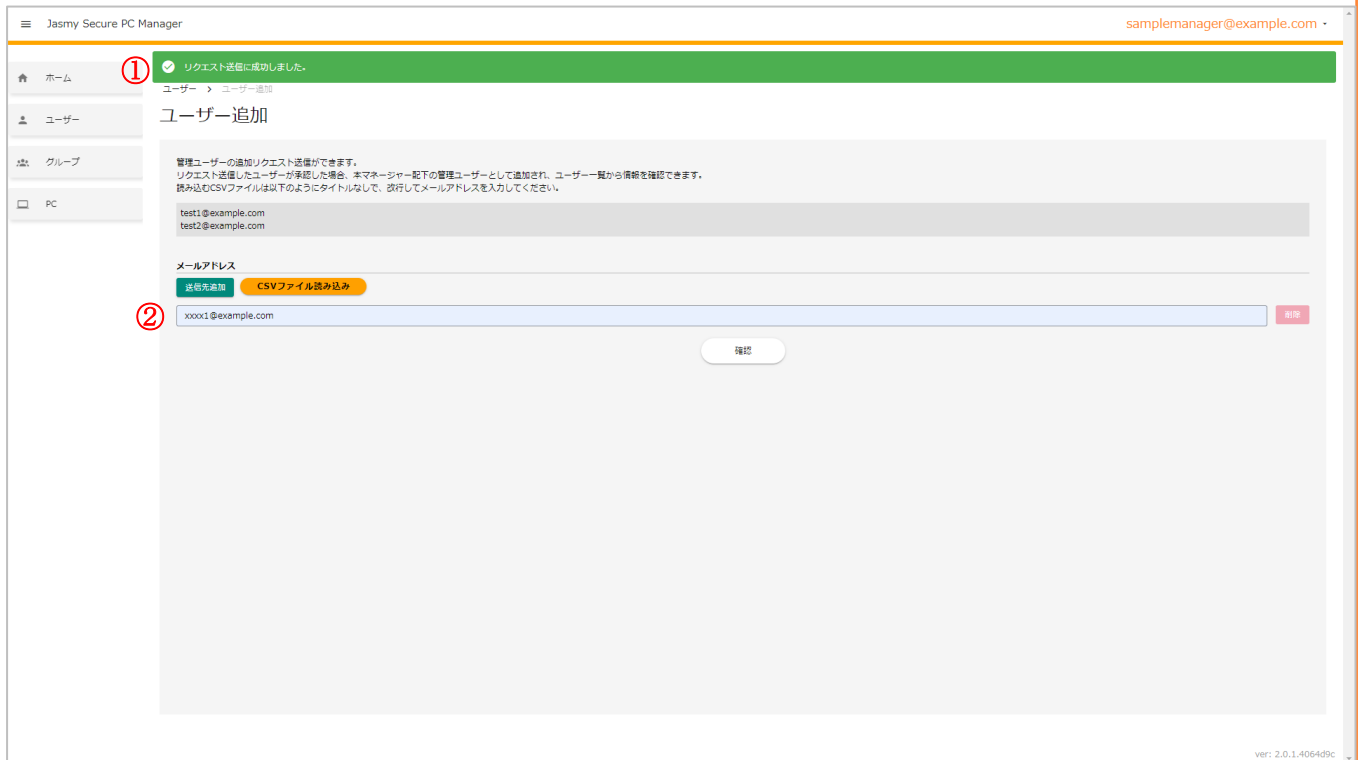 Jasmy Secure PC Manager
samplemanager@example.com
①
リクエスト送信に成功しました。
ホーム
ユーザー
グループ
PC
ユーザー > ユーザー追加
ユーザー追加
管理ユーザーの追加リクエスト送信ができます。
リクエスト送信したユーザーが承認した場合、本マネージャー配下の管理ユーザーとして追加され、ユーザー一覧から情報を確認できます。
読み込むCSVファイルは以下のようにタイトルなしで、改行してメールアドレスを入力してください。
test1@example.com
test2@example.com
メールアドレス
送信先追加
CSVファイル読み込み
②
xxxx1@example.com
削除
確認
ver: 2.0.1.4064d9c